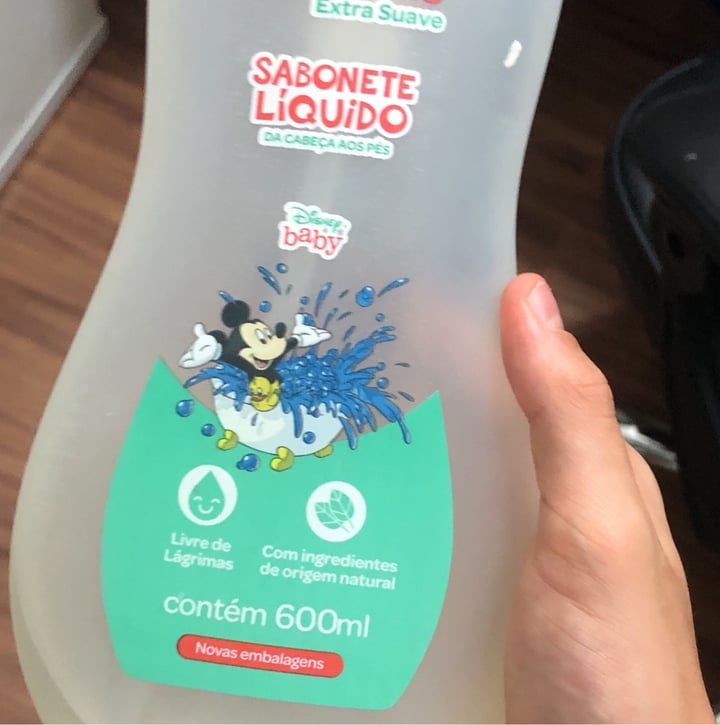 Extra Suave
SABONETE
LÍQUIDO
DA CABEÇA AOS PÉS
Disney
baby
Livre de
Lágrimas
Com ingredientes
de origem natural
contém 600ml
Novas embalagens